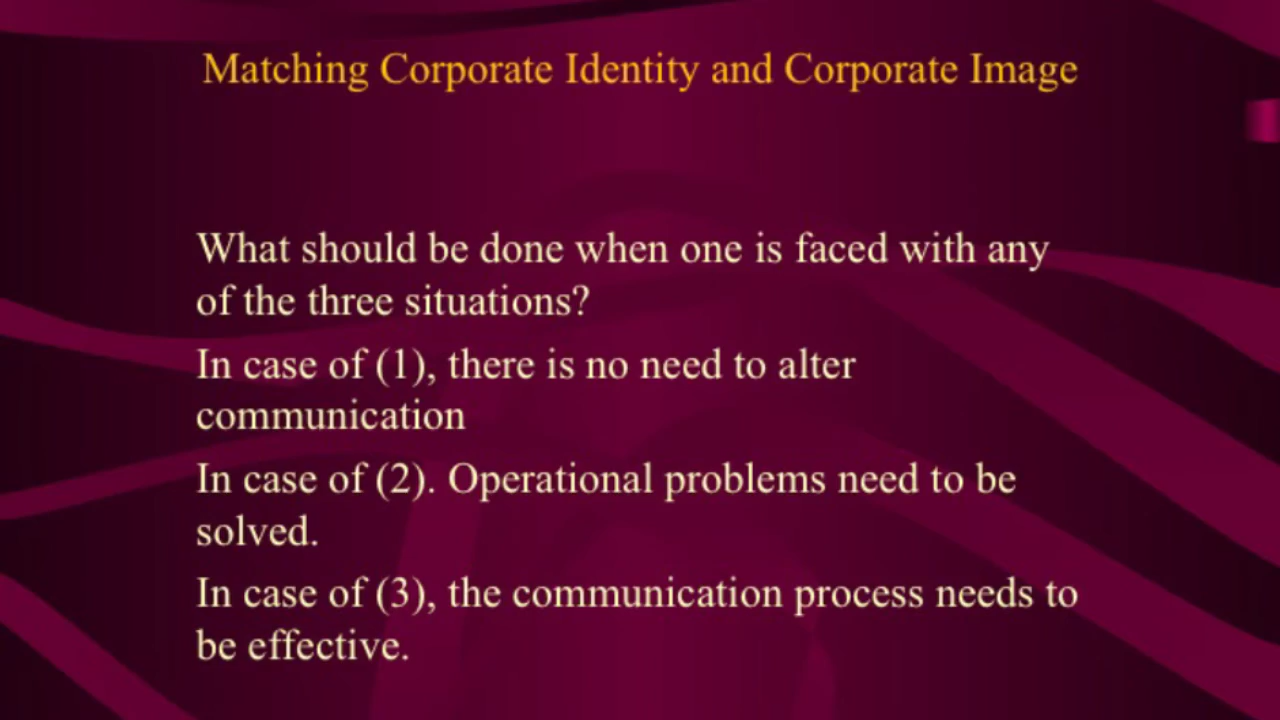 Matching Corporate Identity and Corporate Image
What should be done when one is faced with any
of the three situations?
In case of (1), there is no need to alter
communication
In case of (2). Operational problems need to be
solved.
In case of (3), the communication process needs to
be effective.